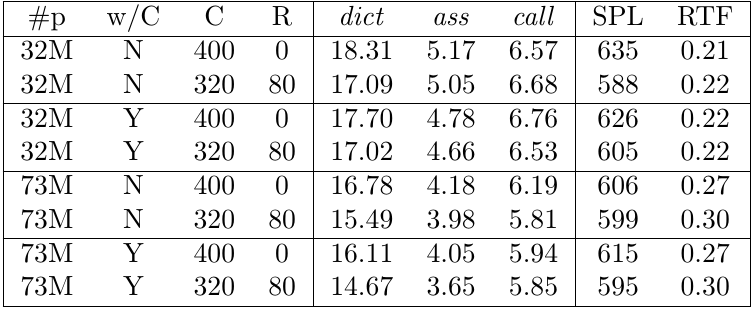 #p w/C C R dict ass call SPL RTF
32M N 400 0 18.31 5.17 6.57 635 0.21
32M N 320 80 17.09 5.05 6.68 588 0.22
32M Y 400 0 17.70 4.78 6.76 626 0.22
32M Y 320 80 17.02 4.66 6.53 605 0.22
73M N 400 0 16.78 4.18 6.19 606 0.27
73M N 320 80 15.49 3.98 5.81 599 0.30
73M Y 400 0 16.11 4.05 5.94 615 0.27
73M Y 320 80 14.67 3.65 5.85 595 0.30